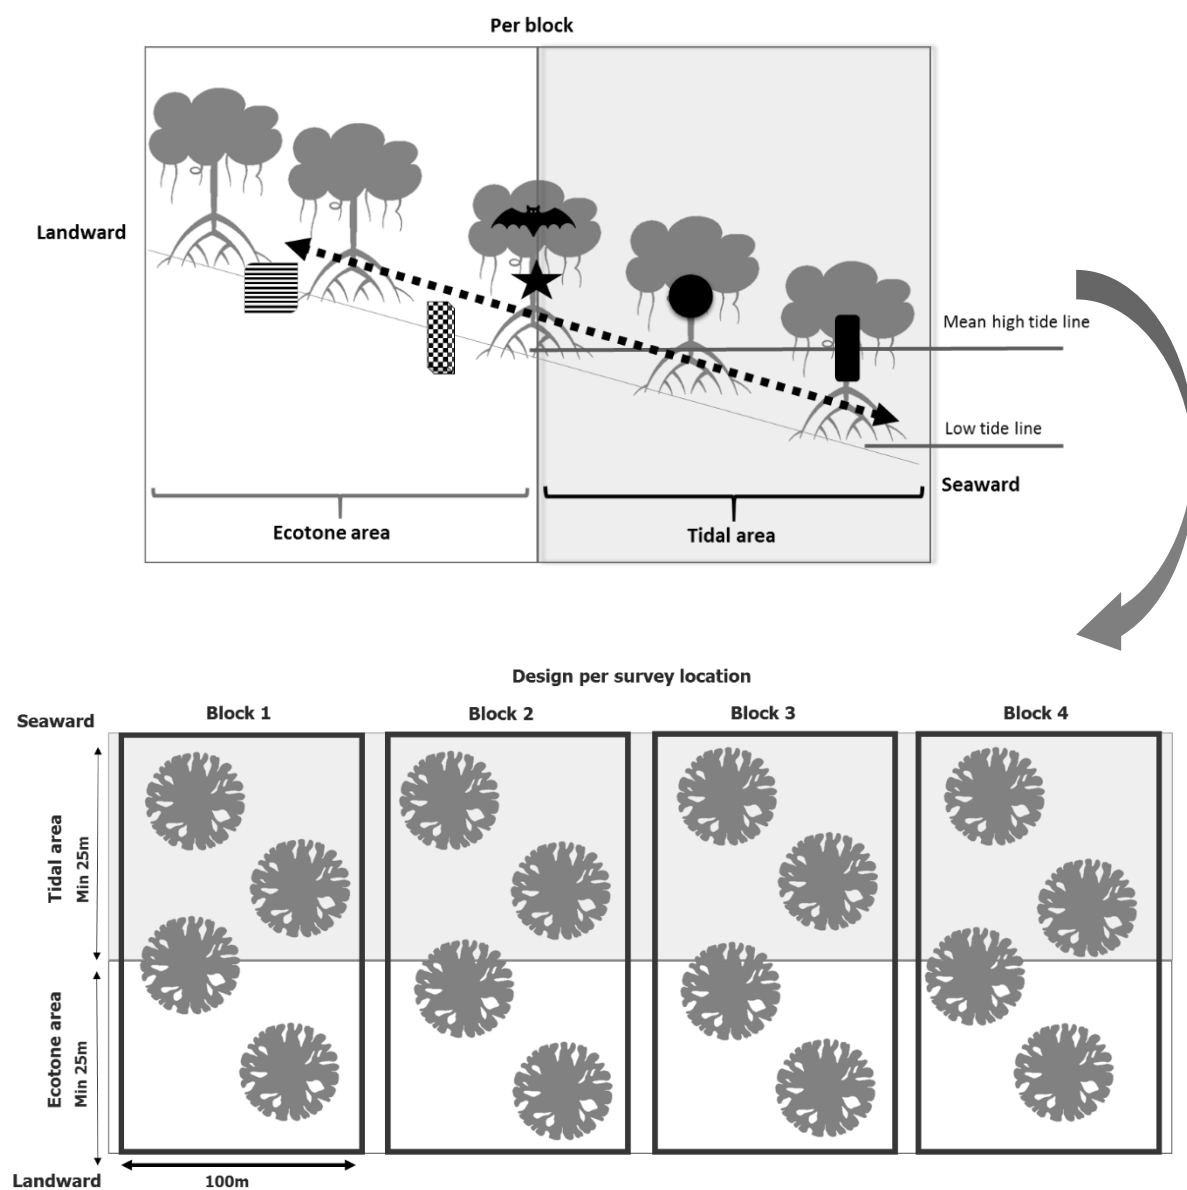 Per block
Landward
Mean high tide line
Low tide line
Seaward
Ecotone area
Tidal area
Design per survey location
Seaward
Block 1
Block 2
Block 3
Block 4
Tidal area
Min 25m
Ecotone area
Min 25m
Landward
100m